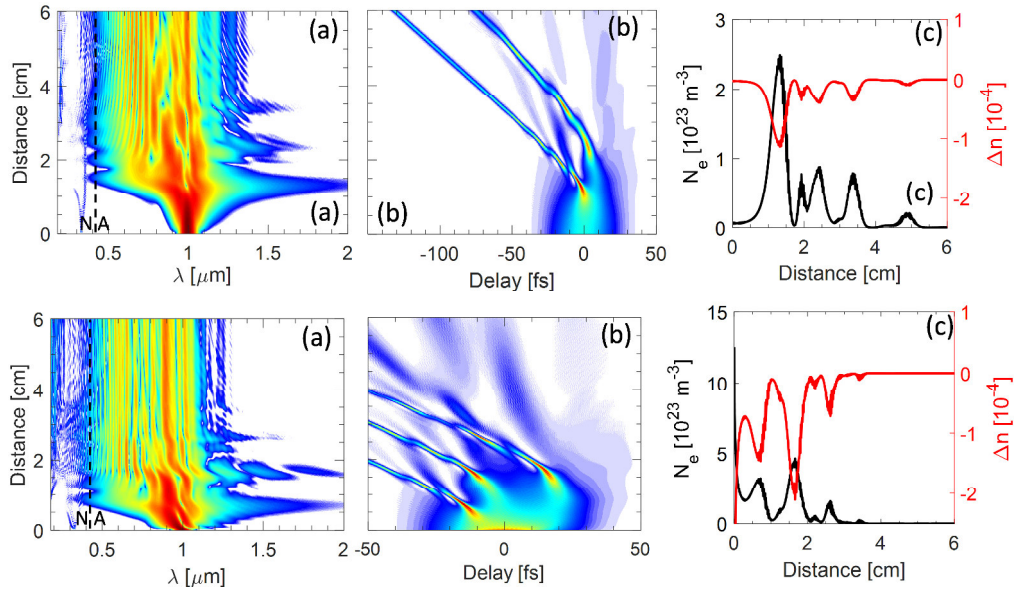 6
4
2
0
Distance [cm]
(a)
(a)
N A
0.5
1
1.5
2
λ [μm]
(b)
(b)
-100
-50
0
50
Delay [fs]
(c)
(c)
3
2
1
0
N_e [10^23 m^-3]
1
0
-1
-2
Δn [10^-4]
0
2
4
6
Distance [cm]
6
4
2
0
Distance [cm]
(a)
N A
0.5
1
1.5
2
λ [μm]
(b)
-50
0
50
Delay [fs]
(c)
15
10
5
0
N_e [10^23 m^-3]
1
0
-1
-2
Δn [10^-4]
0
2
4
6
Distance [cm]